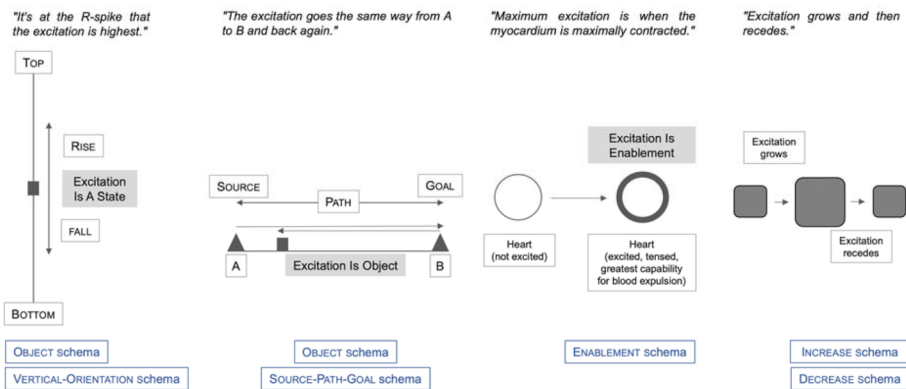 "It's at the R-spike that
the excitation is highest."
TOP
RISE
Excitation
Is A State
FALL
BOTTOM
OBJECT schema
VERTICAL-ORIENTATION schema
"The excitation goes the same way from A
to B and back again."
SOURCE
GOAL
PATH
A
Excitation Is Object
B
OBJECT schema
SOURCE-PATH-GOAL schema
"Maximum excitation is when the
myocardium is maximally contracted."
Excitation Is
Enablement
Heart
(not excited)
Heart
(excited, tensed,
greatest capability
for blood expulsion)
ENABLEMENT schema
"Excitation grows and then
recedes."
Excitation
grows
Excitation
recedes
INCREASE schema
DECREASE schema